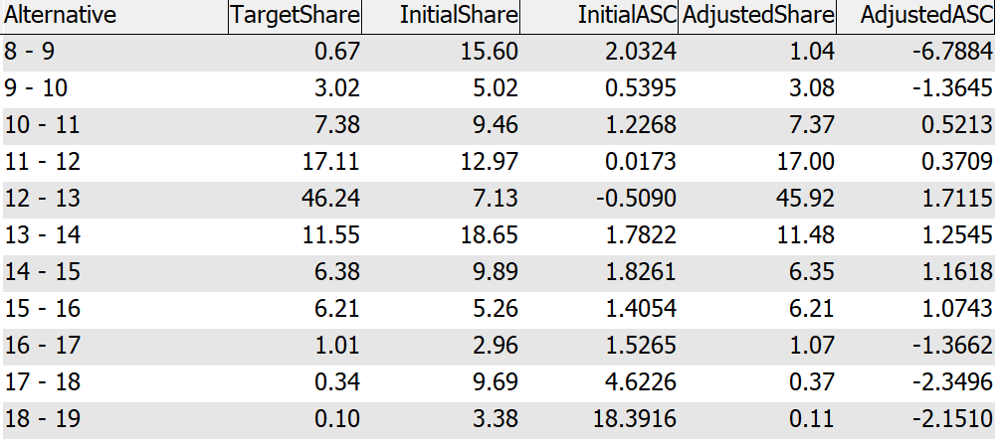 Alternative TargetShare InitialShare InitialASC AdjustedShare AdjustedASC
8 - 9 0.67 15.60 2.0324 1.04 -6.7884
9 - 10 3.02 5.02 0.5395 3.08 -1.3645
10 - 11 7.38 9.46 1.2268 7.37 0.5213
11 - 12 17.11 12.97 0.0173 17.00 0.3709
12 - 13 46.24 7.13 -0.5090 45.92 1.7115
13 - 14 11.55 18.65 1.7822 11.48 1.2545
14 - 15 6.38 9.89 1.8261 6.35 1.1618
15 - 16 6.21 5.26 1.4054 6.21 1.0743
16 - 17 1.01 2.96 1.5265 1.07 -1.3662
17 - 18 0.34 9.69 4.6226 0.37 -2.3496
18 - 19 0.10 3.38 18.3916 0.11 -2.1510